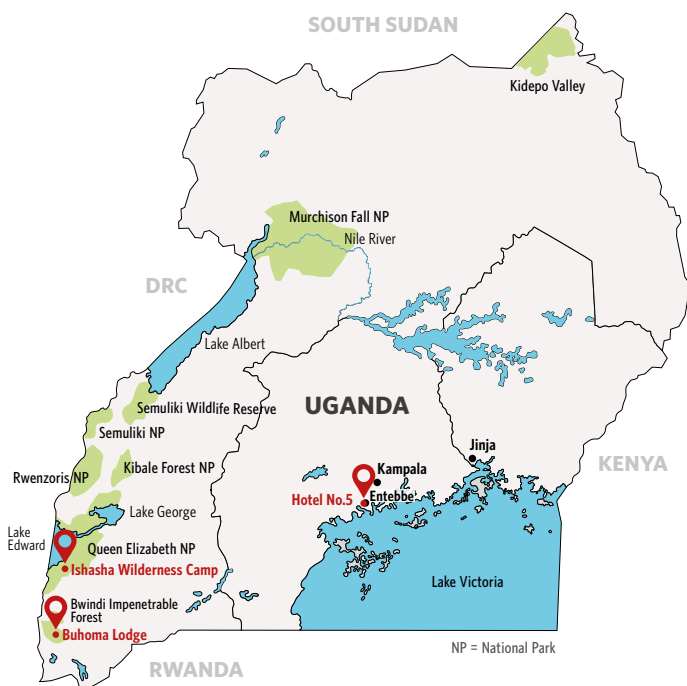 SOUTH SUDAN
Kidepo Valley
Murchison Fall NP
Nile River
DRC
Lake Albert
Semuliki Wildlife Reserve
UGANDA
Semuliki NP
Jinja
KENYA
Kampala
Rwenzoris NP
Kibale Forest NP
Hotel No.5
Entebbe
Lake George
Lake
Edward
Queen Elizabeth NP
Ishasha Wilderness Camp
Lake Victoria
Bwindi Impenetrable
Forest
Buhoma Lodge
NP = National Park
RWANDA